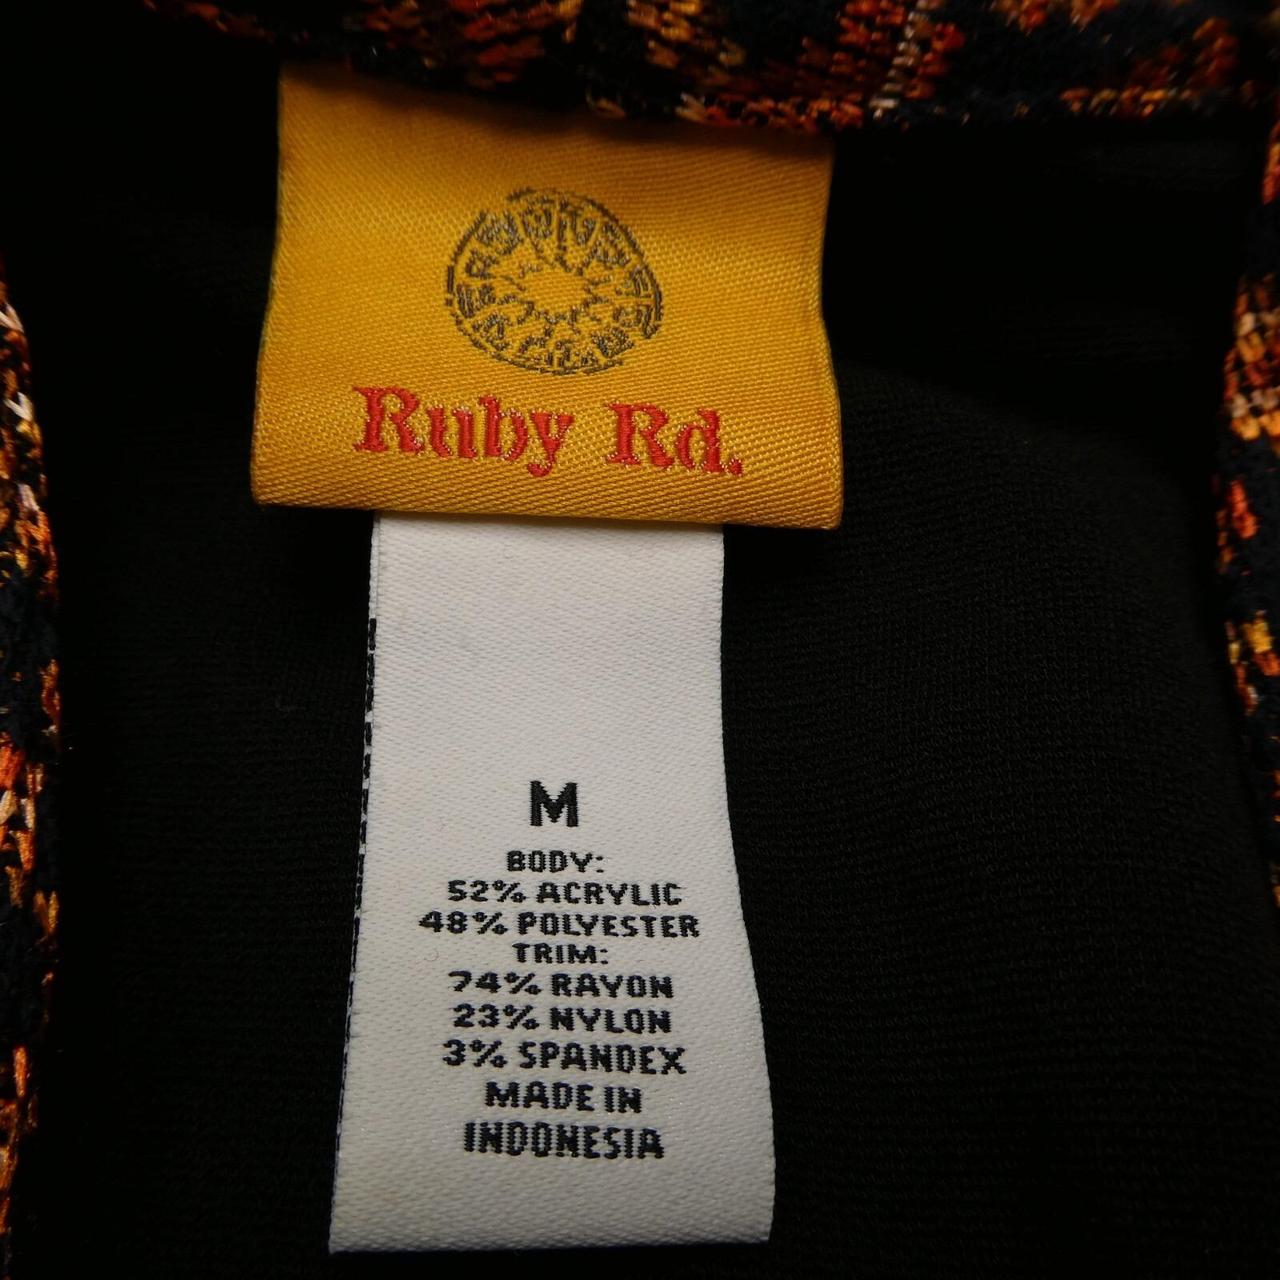 Ruby Rd.
M
BODY:
52% ACRYLIC
48% POLYESTER
TRIM:
74% RAYON
23% NYLON
3% SPANDEX
MADE IN
INDONESIA